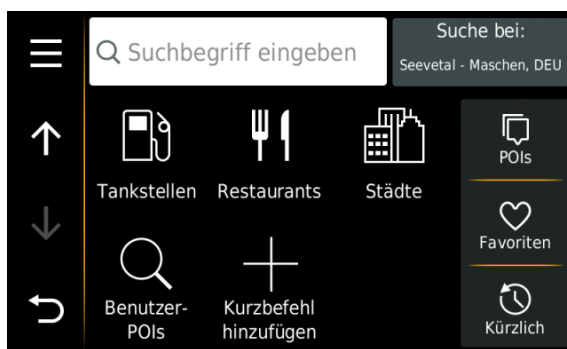 Suchbegriff eingeben
Suche bei:
Seevetal - Maschen, DEU
Tankstellen
Restaurants
Städte
POIs
Favoriten
Benutzer-
POIs
Kurzbefehl
hinzufügen
Kürzlich